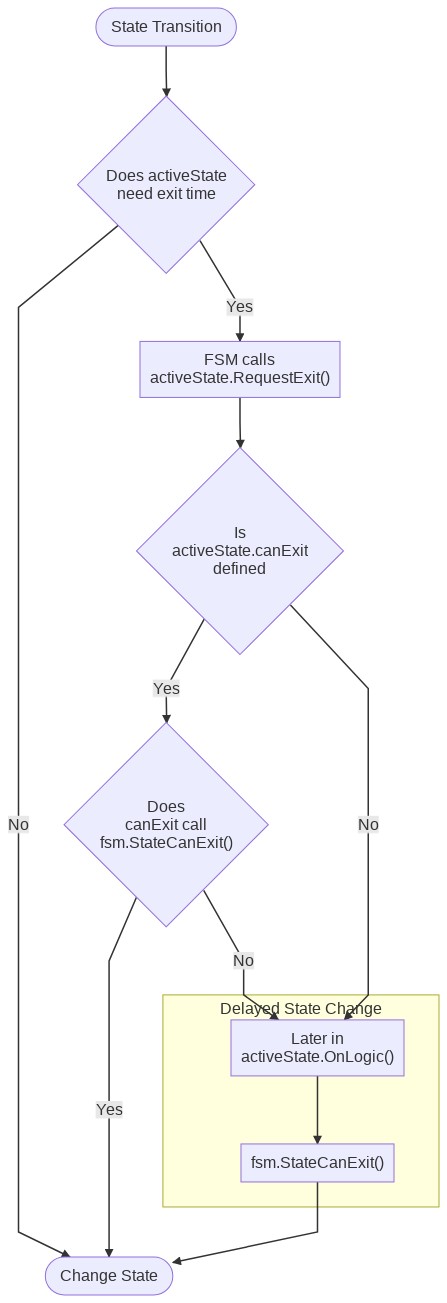 State Transition
Does activeState
need exit time
Yes
FSM calls
activeState.RequestExit()
Is
activeState.canExit
defined
Yes
Does
canExit call
fsm.StateCanExit()
No
No
No
Delayed State Change
Later in
activeState.OnLogic()
Yes
fsm.StateCanExit()
Change State